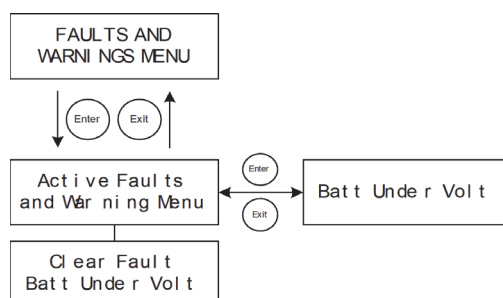 FAULTS AND
WARNINGS MENU
Enter
Exit
Active Faults
and Warning Menu
Enter
Exit
Batt Under Volt
Clear Fault
Batt Under Volt